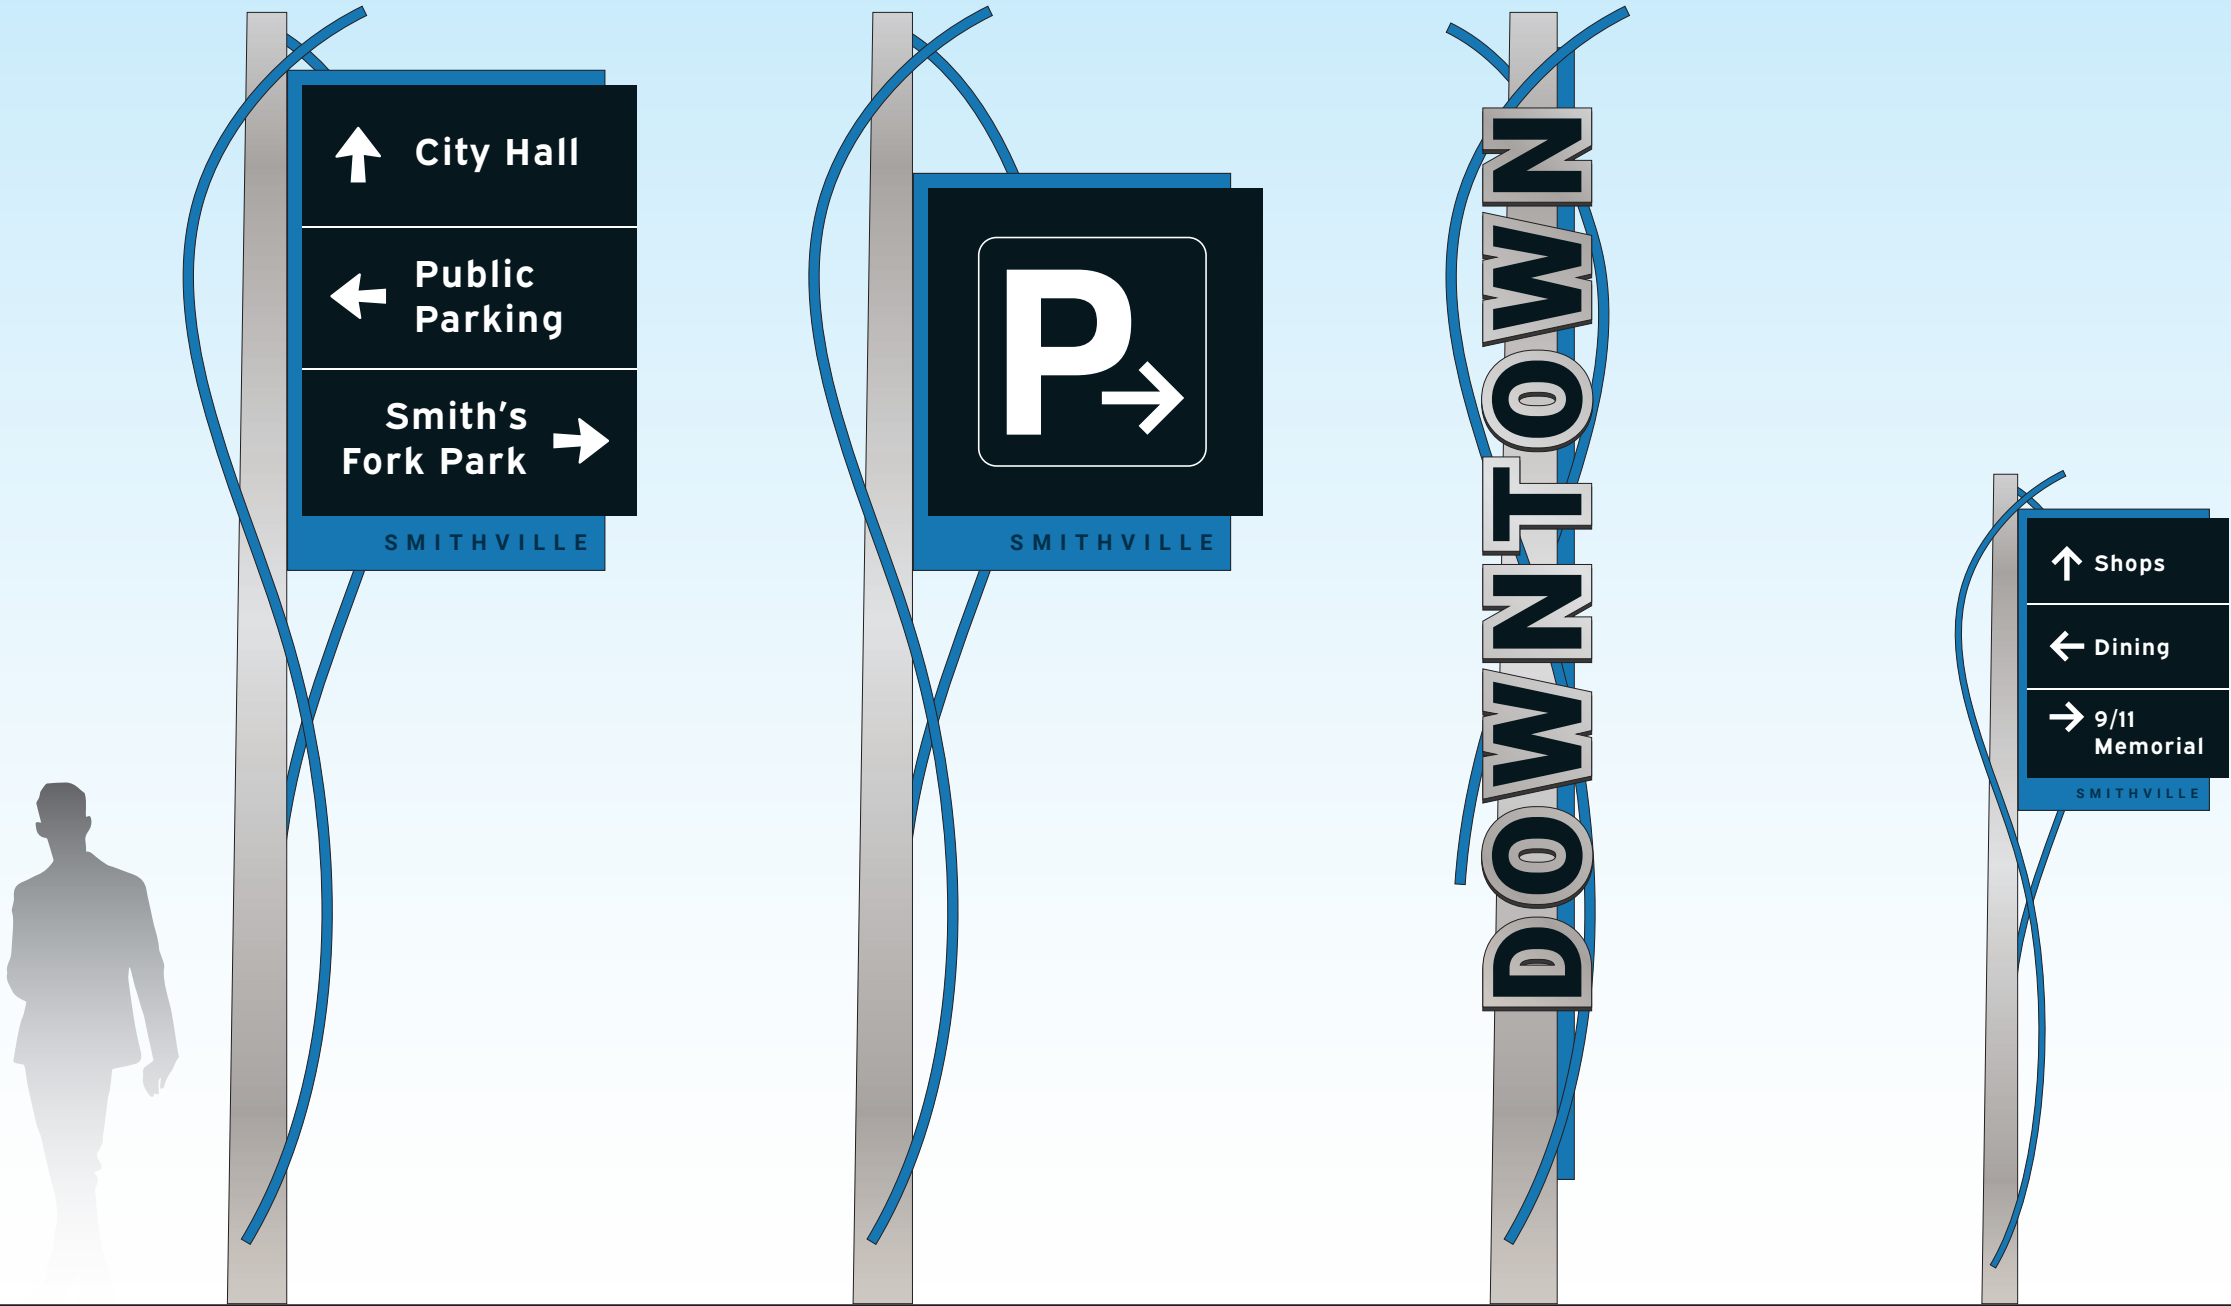 City Hall
Public
Parking
Smith's
Fork Park
SMITHVILLE
P
SMITHVILLE
DOWNTOWN
Shops
Dining
9/11
Memorial
SMITHVILLE